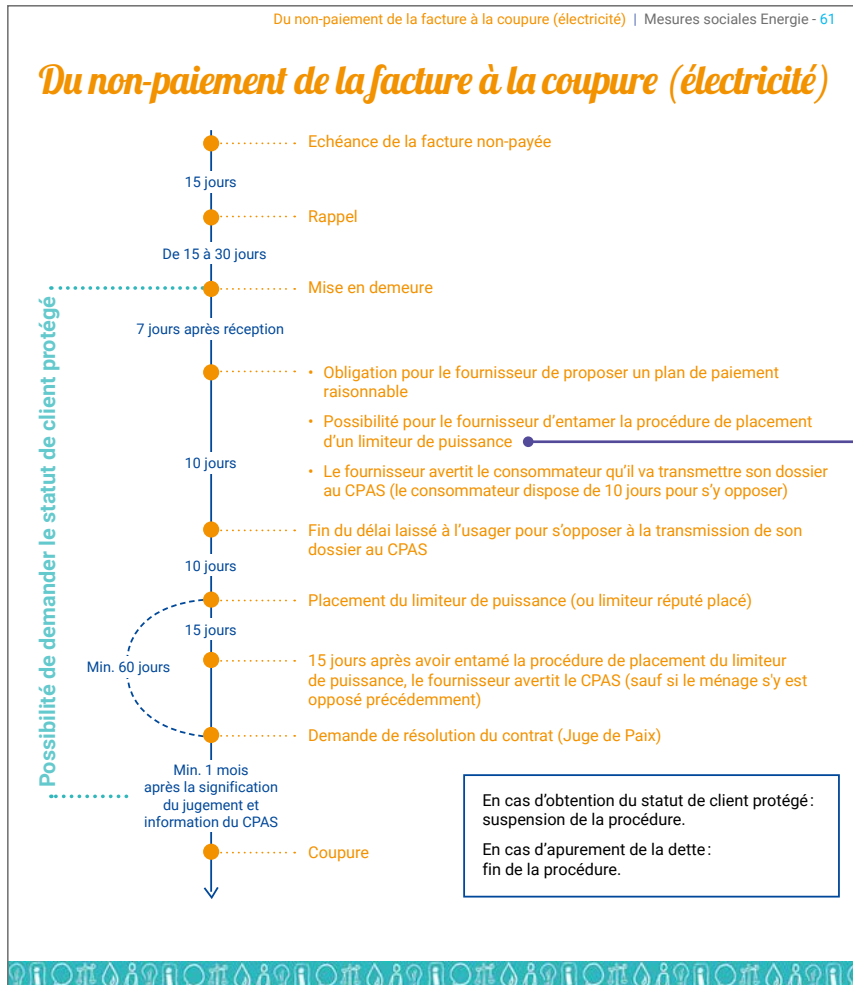 Du non-paiement de la facture à la coupure (électricité) | Mesures sociales Energie - 61
Du non-paiement de la facture à la coupure (électricité)
Echéance de la facture non-payée
15 jours
Rappel
De 15 à 30 jours
Mise en demeure
7 jours après réception
• Obligation pour le fournisseur de proposer un plan de paiement
raisonnable
• Possibilité pour le fournisseur d'entamer la procédure de placement
d'un limiteur de puissance
• Le fournisseur avertit le consommateur qu'il va transmettre son dossier
au CPAS (le consommateur dispose de 10 jours pour s'y opposer)
10 jours
Fin du délai laissé à l'usager pour s'opposer à la transmission de son
dossier au CPAS
10 jours
Placement du limiteur de puissance (ou limiteur réputé placé)
15 jours
Min. 60 jours
15 jours après avoir entamé la procédure de placement du limiteur
de puissance, le fournisseur avertit le CPAS (sauf si le ménage s'y est
opposé précédemment)
Demande de résolution du contrat (Juge de Paix)
Min. 1 mois
après la signification
du jugement et
information du CPAS
Coupure
Possibilité de demander le statut de client protégé
En cas d'obtention du statut de client protégé :
suspension de la procédure.
En cas d'apurement de la dette :
fin de la procédure.